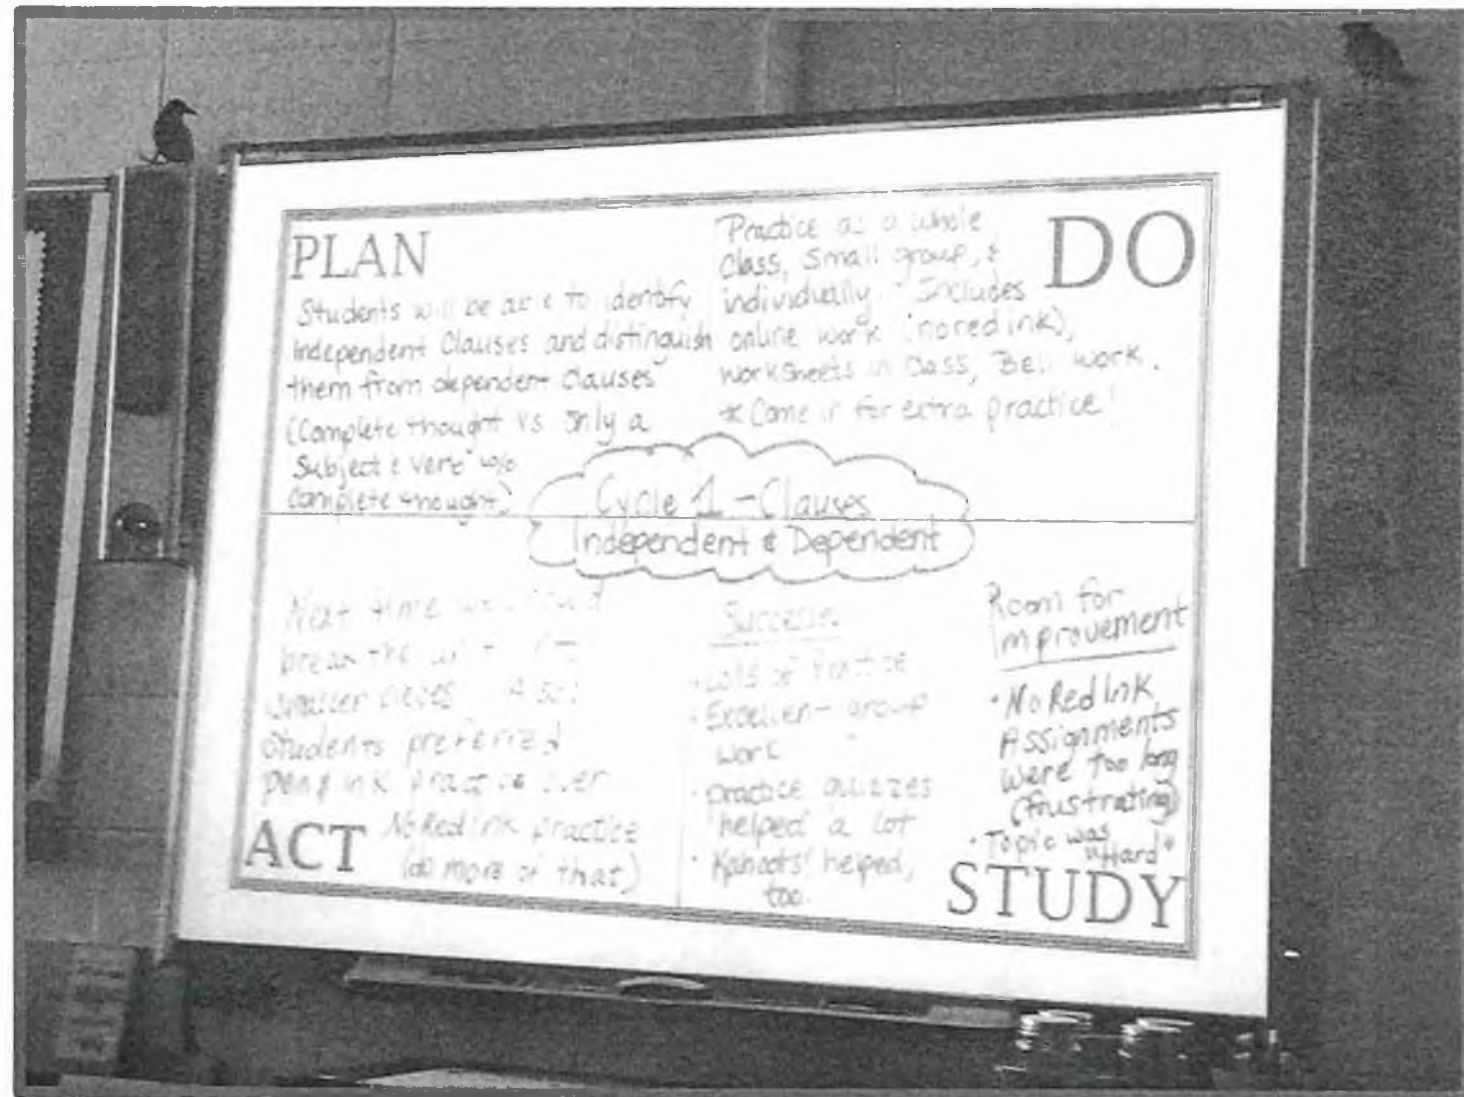 PLAN
Students will be able to identify
Independent Clauses and distinguish
them from dependent Clauses
(Complete thought vs only a
Subject & verb w/o
Complete thought)
DO
Practice as a whole
class, Small group, &
individually. Includes
online work (noredink),
worksheets in Class, Bell work.
* Come in for extra practice!
Cycle 1 - Clauses
Independent & Dependent
Next time we
break the
smaller pieces
Students preferred
Pen & ink practice over
NoRedInk practice
(do more of that)
ACT
Successes
• Lots of Practice
• Excellent group
work
• practice quizzes
helped a lot
• Kahoots! helped,
too.
Room for
Improvement
• NoRedInk
Assignments
were too long
(frustrating)
• Topic was
"Hard"
STUDY